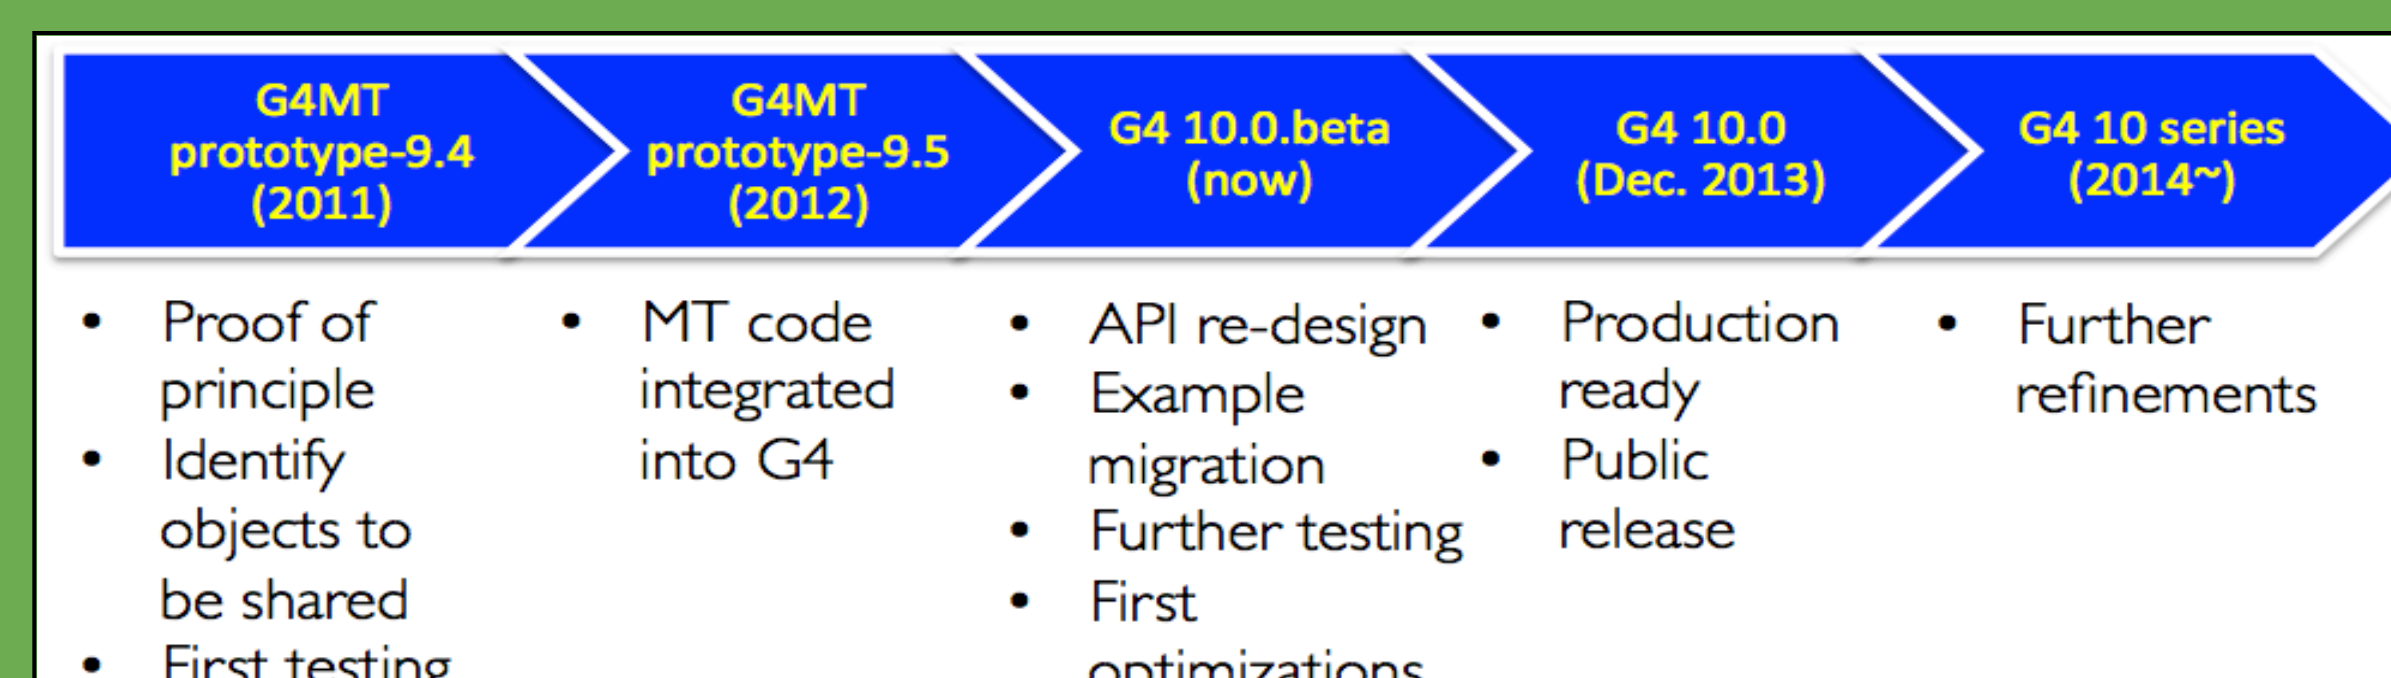 G4MT
prototype-9.4
(2011)
G4MT
prototype-9.5
(2012)
G4 10.0.beta
(now)
G4 10.0
(Dec. 2013)
G4 10 series
(2014~)
• Proof of
principle
• Identify
objects to
be shared
• First testing
• MT code
integrated
into G4
• API re-design
• Example
migration
• Further testing
• First
optimizations
• Production
ready
• Public
release
• Further
refinements